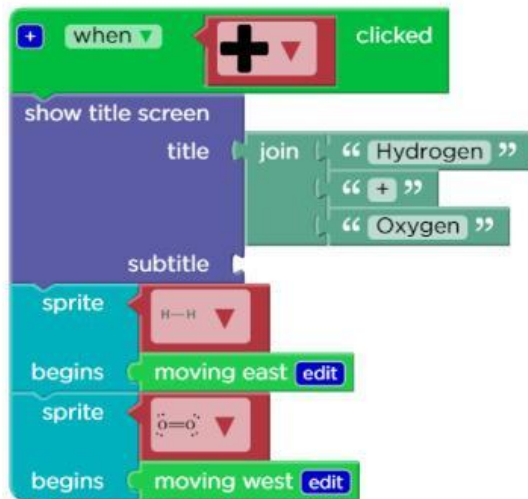 + when ▼ ▼ clicked
show title screen
title join “ Hydrogen ”
“ + ”
“ Oxygen ”
subtitle
sprite H—H ▼
begins moving east edit
sprite :Ö=Ö: ▼
begins moving west edit